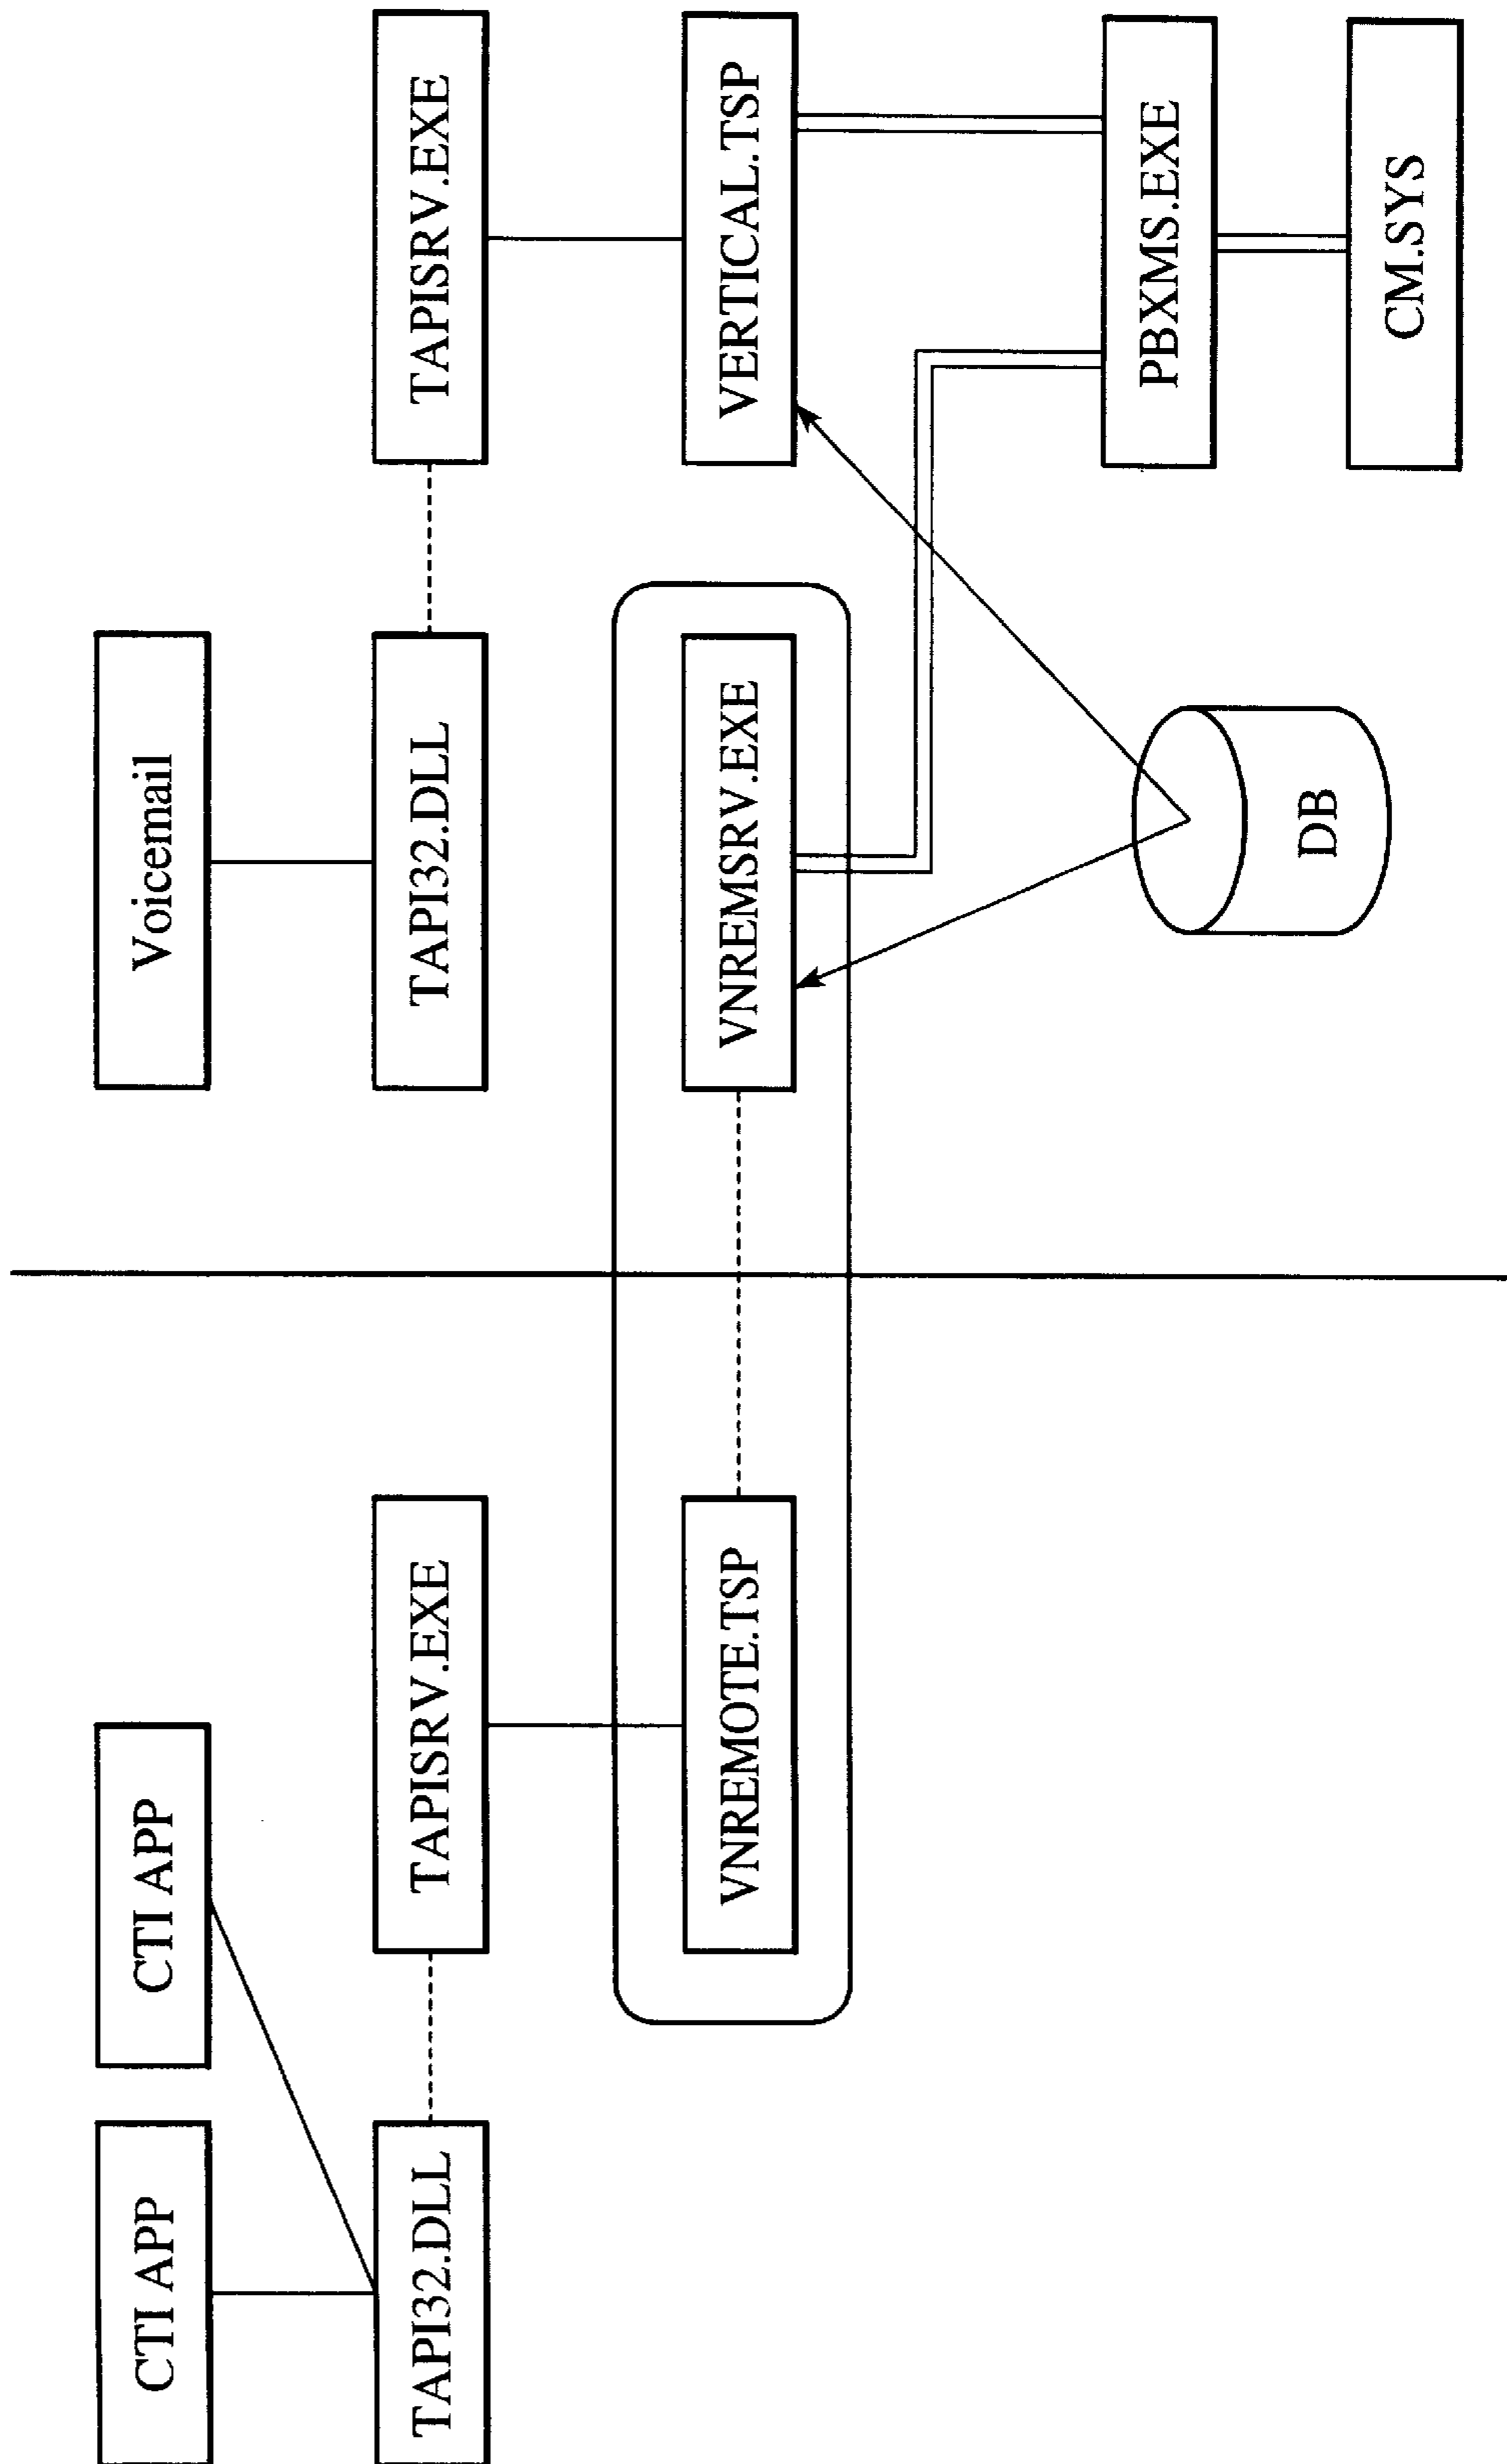 CTI APP
CTI APP
Voicemail
TAPI32.DLL
TAPISRV.EXE
TAPI32.DLL
TAPISRV.EXE
VNREMOTE.TSP
VNREMSRV.EXE
VERTICAL.TSP
PBXMS.EXE
DB
CM.SYS